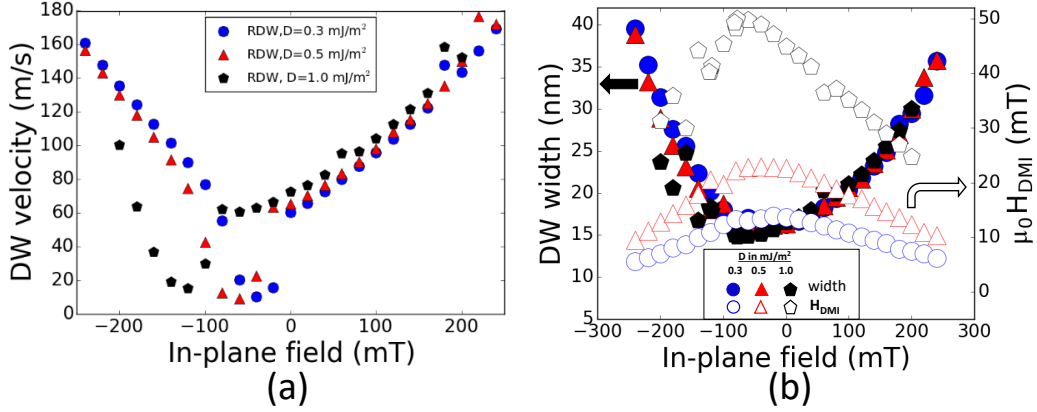 180
160
140
120
100
80
60
40
20
0
DW velocity (m/s)
RDW,D=0.3 mJ/m²
RDW,D=0.5 mJ/m²
RDW, D=1.0 mJ/m²
−200 −100 0 100 200
In-plane field (mT)
(a)
40
35
30
25
20
15
10
DW width (nm)
50
40
30
20
10
0
μ₀H_DMI (mT)
D in mJ/m²
0.3 0.5 1.0
width
H_DMI
−300 −200 −100 0 100 200 300
In-plane field (mT)
(b)